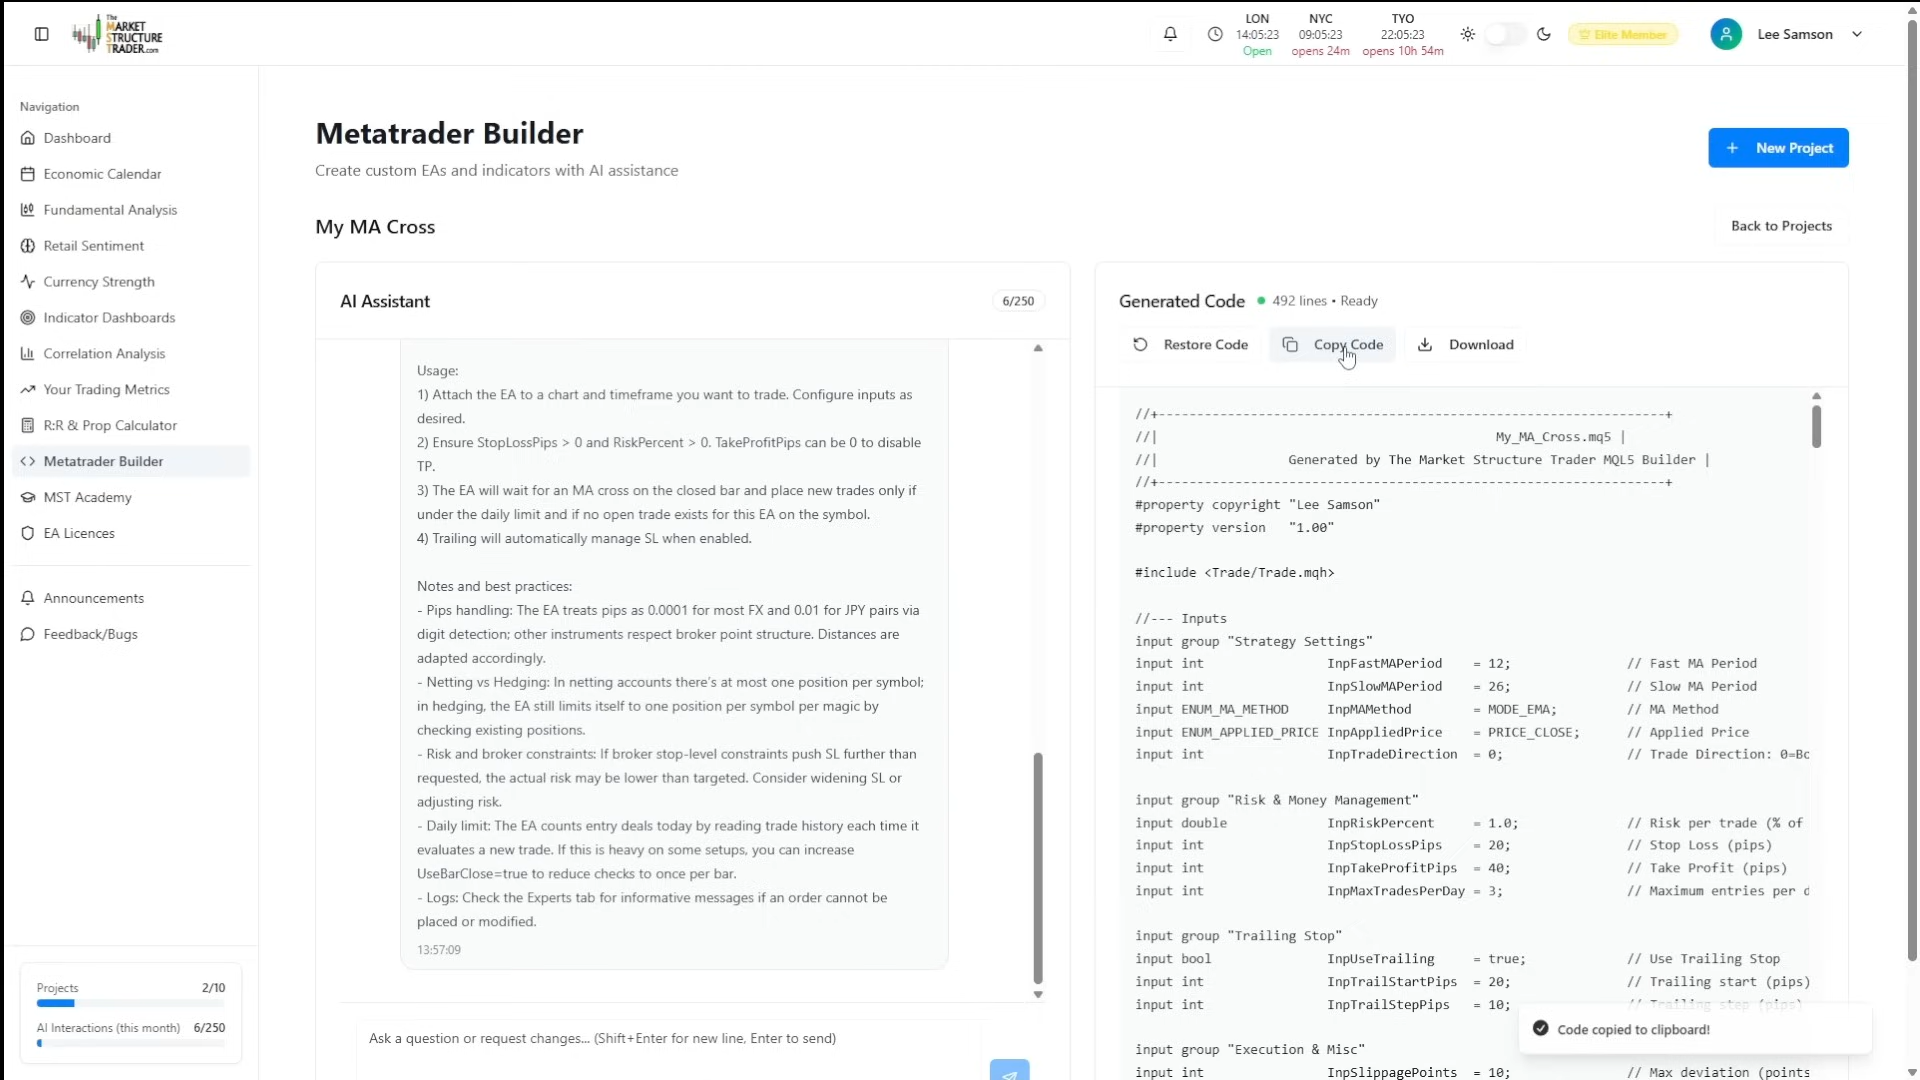 The
MARKET
STRUCTURE
TRADER.com
LON
14:05:23
Open
NYC
09:05:23
opens 24m
TYO
22:05:23
opens 10h 54m
Elite Member
Lee Samson
Navigation
Dashboard
Economic Calendar
Fundamental Analysis
Retail Sentiment
Currency Strength
Indicator Dashboards
Correlation Analysis
Your Trading Metrics
R:R & Prop Calculator
Metatrader Builder
MST Academy
EA Licences
Announcements
Feedback/Bugs
Projects 2/10
AI Interactions (this month) 6/250
Metatrader Builder
Create custom EAs and indicators with AI assistance
New Project
My MA Cross
Back to Projects
AI Assistant
6/250
Usage:
1) Attach the EA to a chart and timeframe you want to trade. Configure inputs as
desired.
2) Ensure StopLossPips > 0 and RiskPercent > 0. TakeProfitPips can be 0 to disable
TP.
3) The EA will wait for an MA cross on the closed bar and place new trades only if
under the daily limit and if no open trade exists for this EA on the symbol.
4) Trailing will automatically manage SL when enabled.
Notes and best practices:
- Pips handling: The EA treats pips as 0.0001 for most FX and 0.01 for JPY pairs via
digit detection; other instruments respect broker point structure. Distances are
adapted accordingly.
- Netting vs Hedging: In netting accounts there's at most one position per symbol;
in hedging, the EA still limits itself to one position per symbol per magic by
checking existing positions.
- Risk and broker constraints: If broker stop-level constraints push SL further than
requested, the actual risk may be lower than targeted. Consider widening SL or
adjusting risk.
- Daily limit: The EA counts entry deals today by reading trade history each time it
evaluates a new trade. If this is heavy on some setups, you can increase
UseBarClose=true to reduce checks to once per bar.
- Logs: Check the Experts tab for informative messages if an order cannot be
placed or modified.
13:57:09
Ask a question or request changes... (Shift+Enter for new line, Enter to send)
Generated Code 492 lines • Ready
Restore Code
Copy Code
Download
//+------------------------------------------------------------------+
//| My_MA_Cross.mq5 |
//| Generated by The Market Structure Trader MQL5 Builder |
//+------------------------------------------------------------------+
#property copyright "Lee Samson"
#property version "1.00"
#include <Trade/Trade.mqh>
//--- Inputs
input group "Strategy Settings"
input int InpFastMAPeriod = 12; // Fast MA Period
input int InpSlowMAPeriod = 26; // Slow MA Period
input ENUM_MA_METHOD InpMAMethod = MODE_EMA; // MA Method
input ENUM_APPLIED_PRICE InpAppliedPrice = PRICE_CLOSE; // Applied Price
input int InpTradeDirection = 0; // Trade Direction: 0=Bo
input group "Risk & Money Management"
input double InpRiskPercent = 1.0; // Risk per trade (% of
input int InpStopLossPips = 20; // Stop Loss (pips)
input int InpTakeProfitPips = 40; // Take Profit (pips)
input int InpMaxTradesPerDay = 3; // Maximum entries per d
input group "Trailing Stop"
input bool InpUseTrailing = true; // Use Trailing Stop
input int InpTrailStartPips = 20; // Trailing start (pips)
input int InpTrailStepPips = 10; // Trailing step (pips)
input group "Execution & Misc"
input int InpSlippagePoints = 10; // Max deviation (points
Code copied to clipboard!